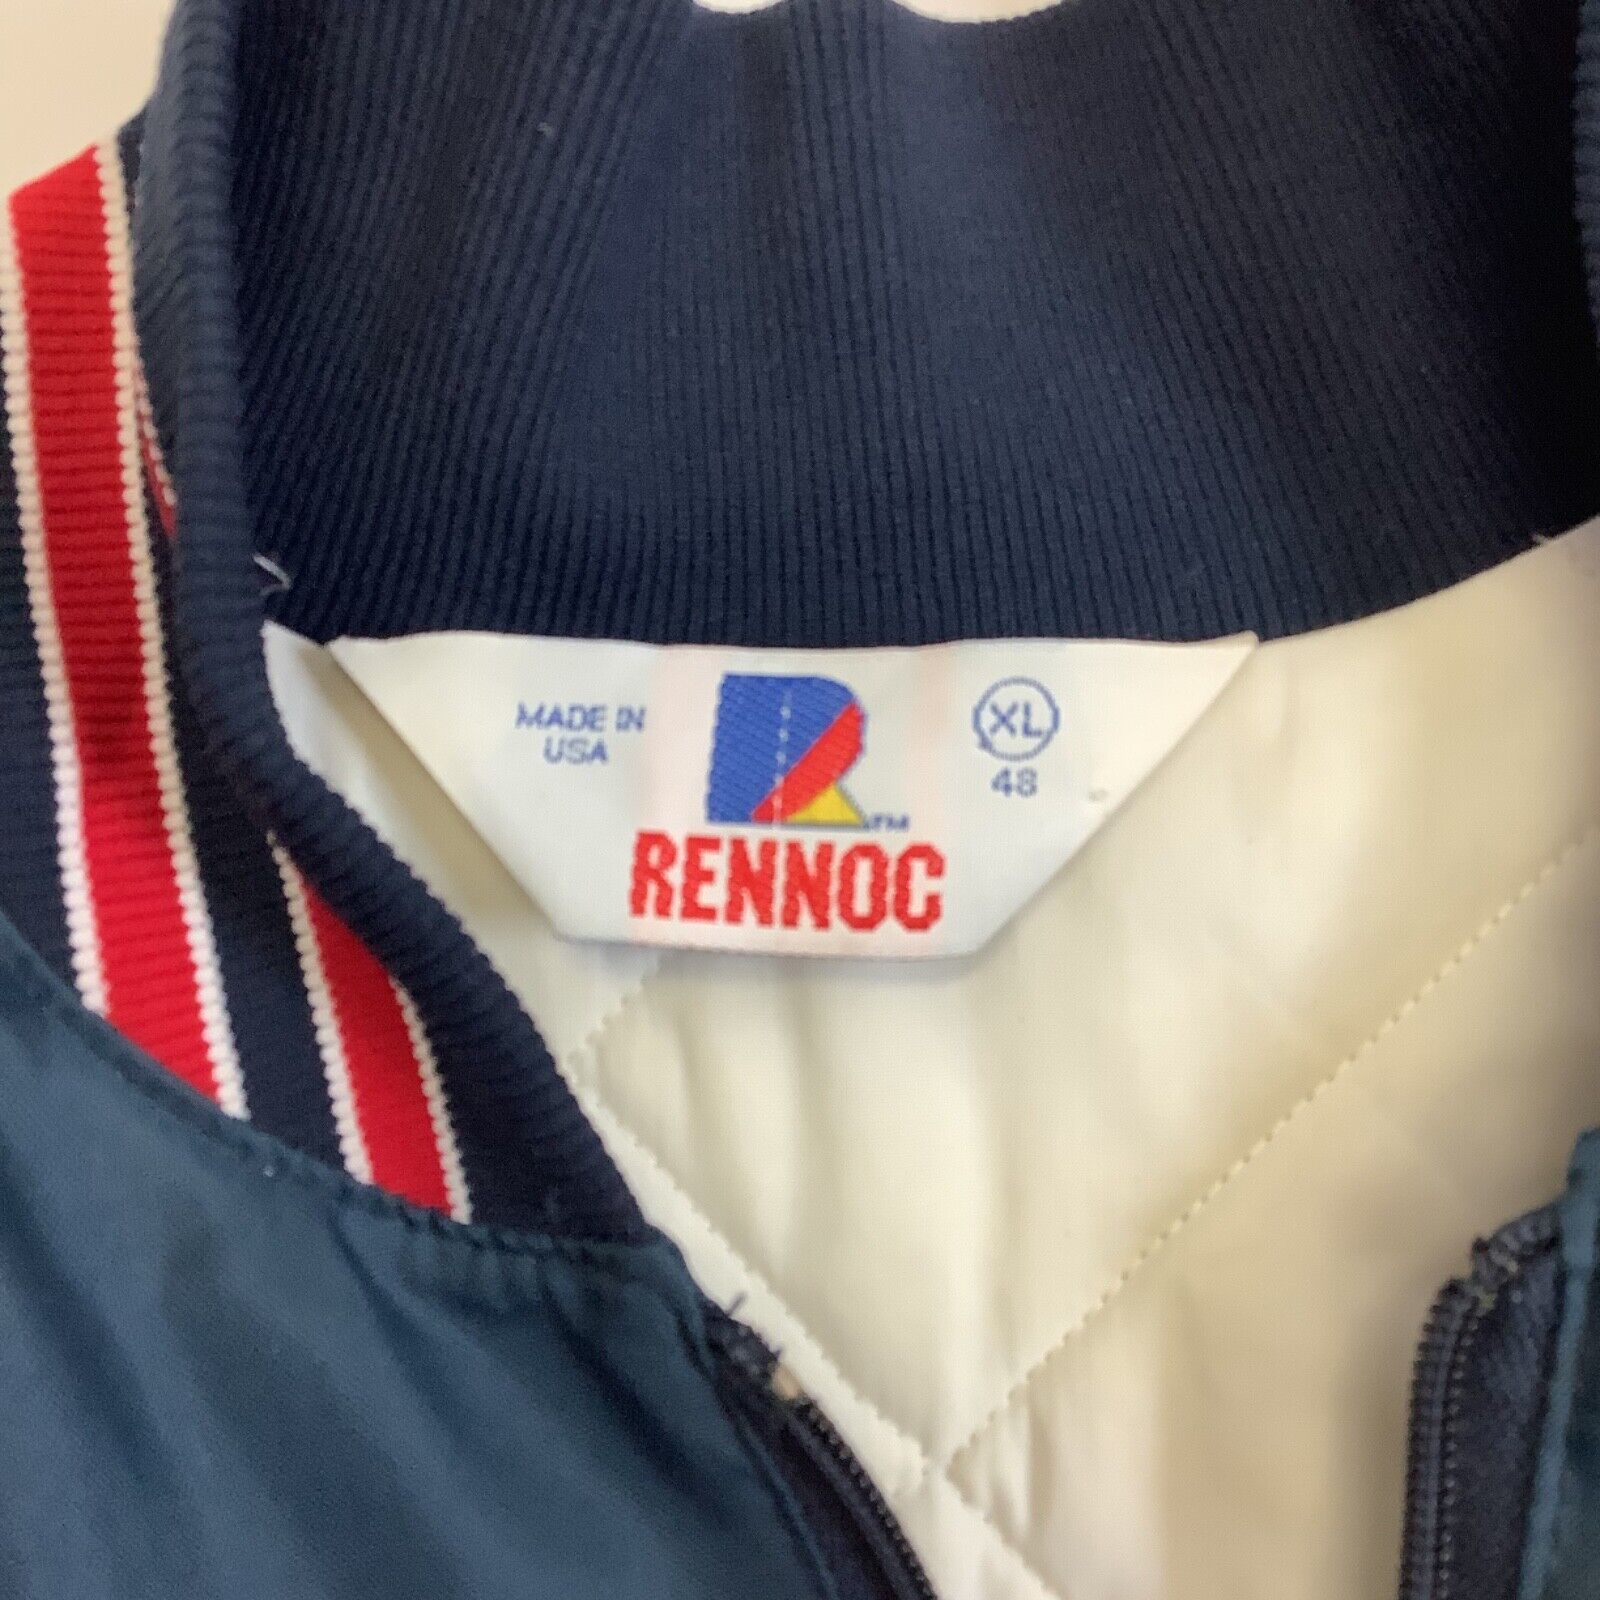 MADE IN
USA
XL
48
TM
RENNOC